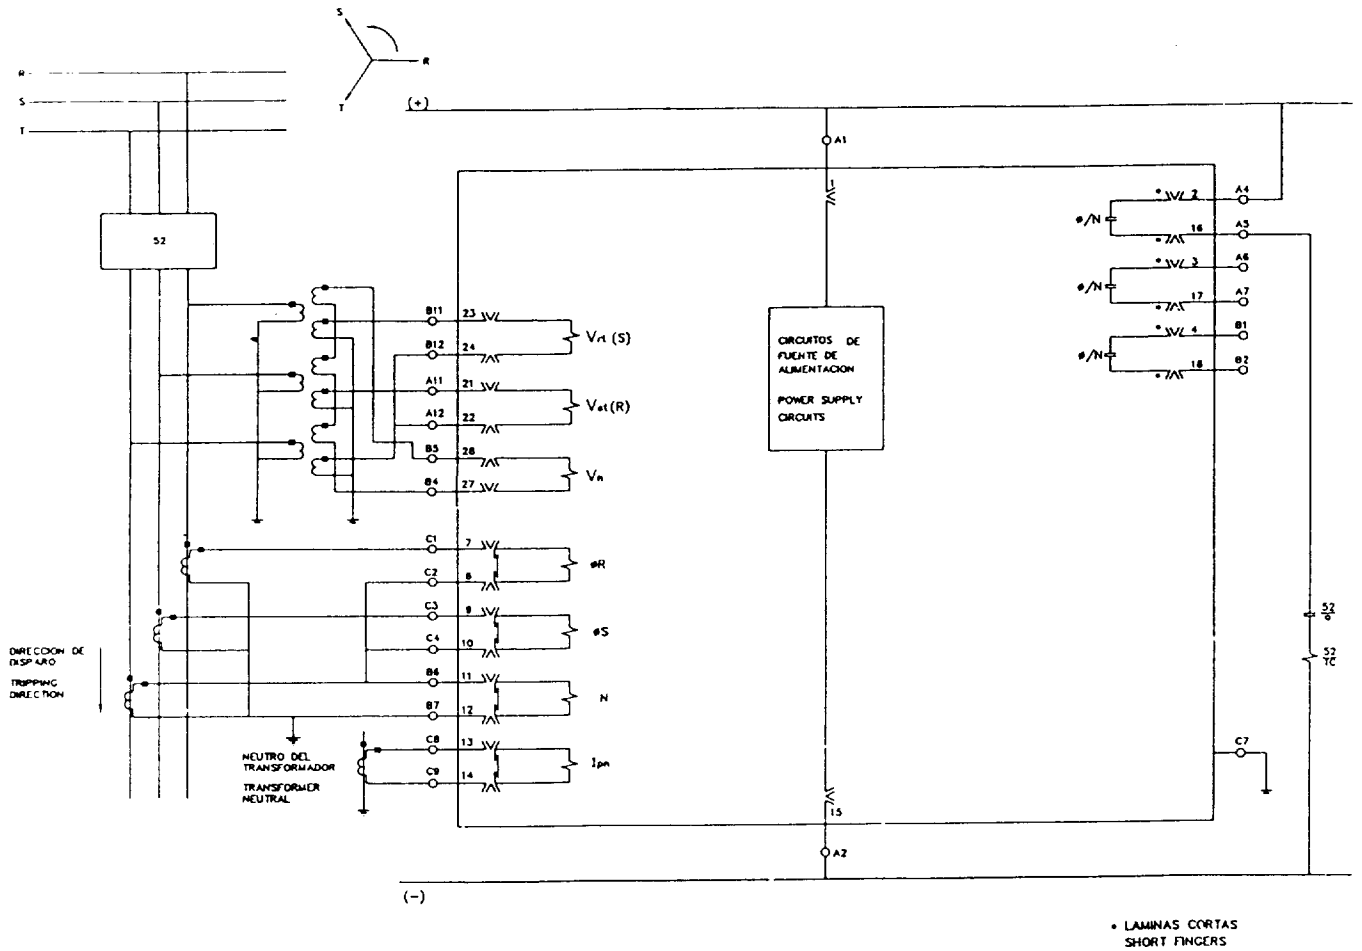 S
R
T
R
S
T
(+)
A1
1
52
2
A4
ø/N
16
A5
3
A6
ø/N
17
A7
4
B1
ø/N
18
B2
B11
23
Vrt (S)
B12
24
A11
21
Vst (R)
A12
22
B5
28
Vn
B4
27
CIRCUITOS DE
FUENTE DE
ALIMENTACION
POWER SUPPLY
CIRCUITS
C1
7
øR
C2
8
C3
9
øS
C4
10
B6
11
N
B7
12
C8
13
Ipn
C9
14
DIRECCION DE
DISPARO
TRIPPING
DIRECTION
NEUTRO DEL
TRANSFORMADOR
TRANSFORMER
NEUTRAL
52
52
TC
C7
15
A2
(-)
• LAMINAS CORTAS
SHORT FINGERS